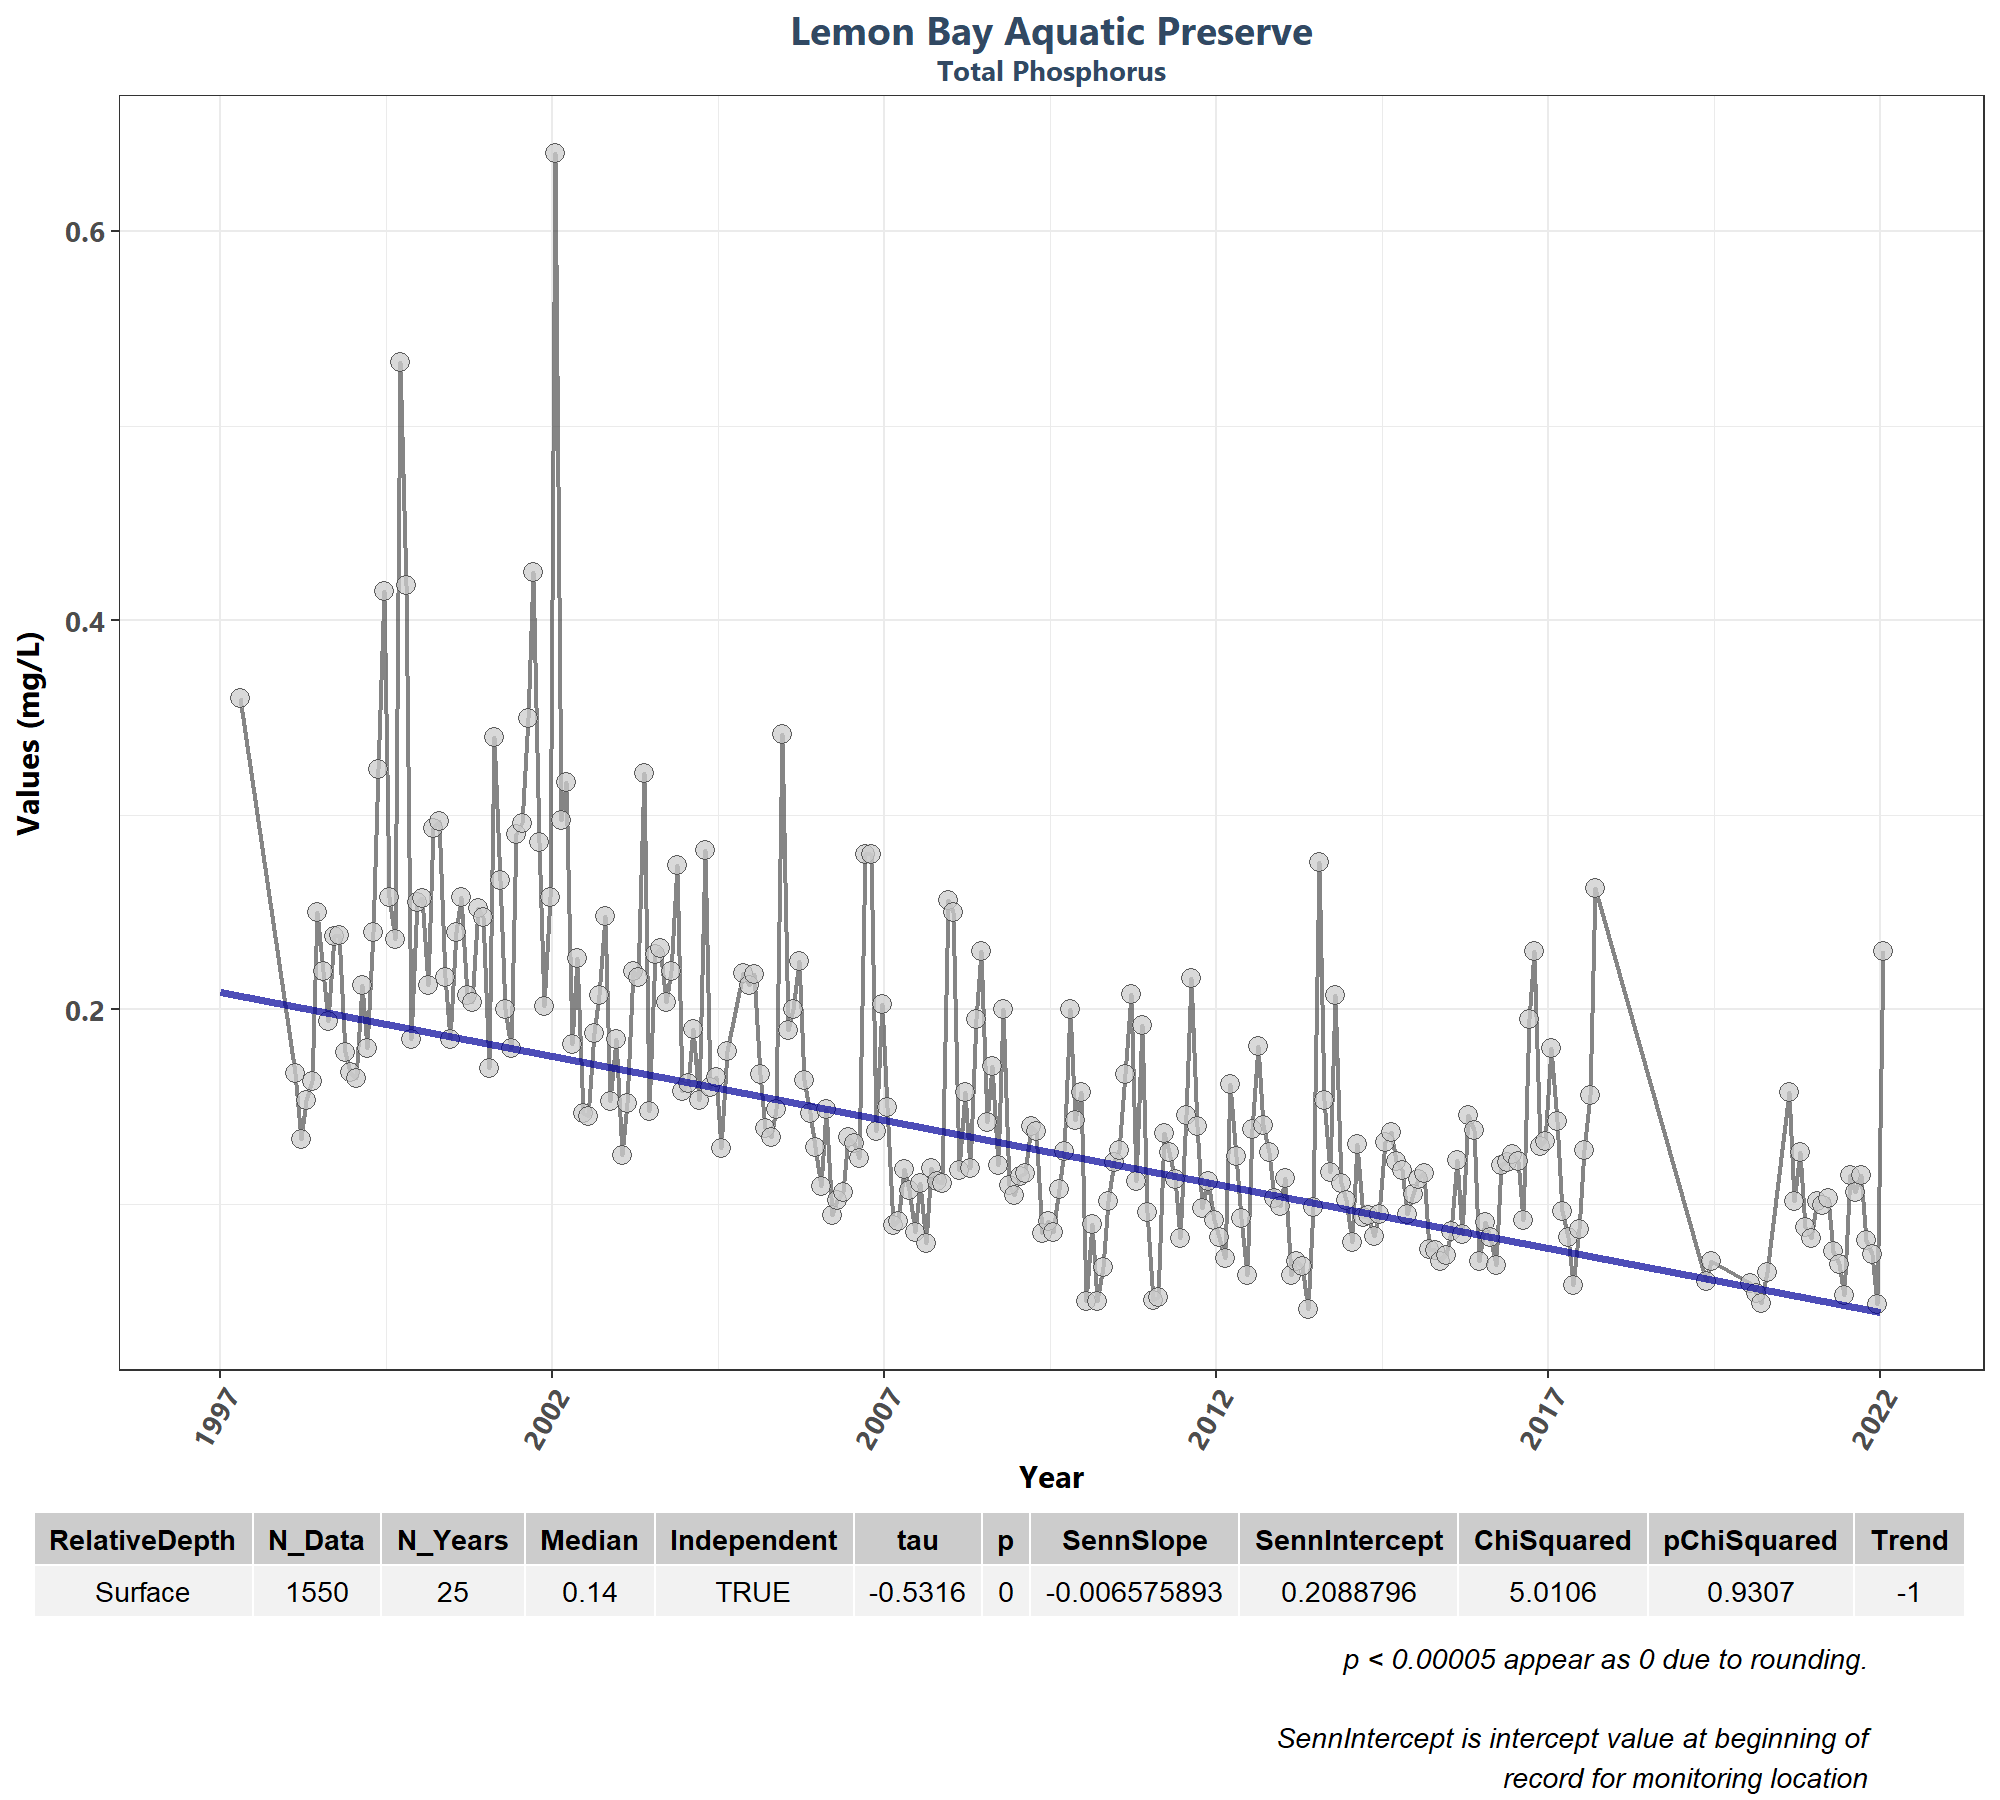 Lemon Bay Aquatic Preserve
Total Phosphorus
Values (mg/L)
0.6
0.4
0.2
1997 2002 2007 2012 2017 2022
Year
RelativeDepth N_Data N_Years Median Independent tau p SennSlope SennIntercept ChiSquared pChiSquared Trend
Surface 1550 25 0.14 TRUE -0.5316 0 -0.006575893 0.2088796 5.0106 0.9307 -1
p < 0.00005 appear as 0 due to rounding.
SennIntercept is intercept value at beginning of
record for monitoring location